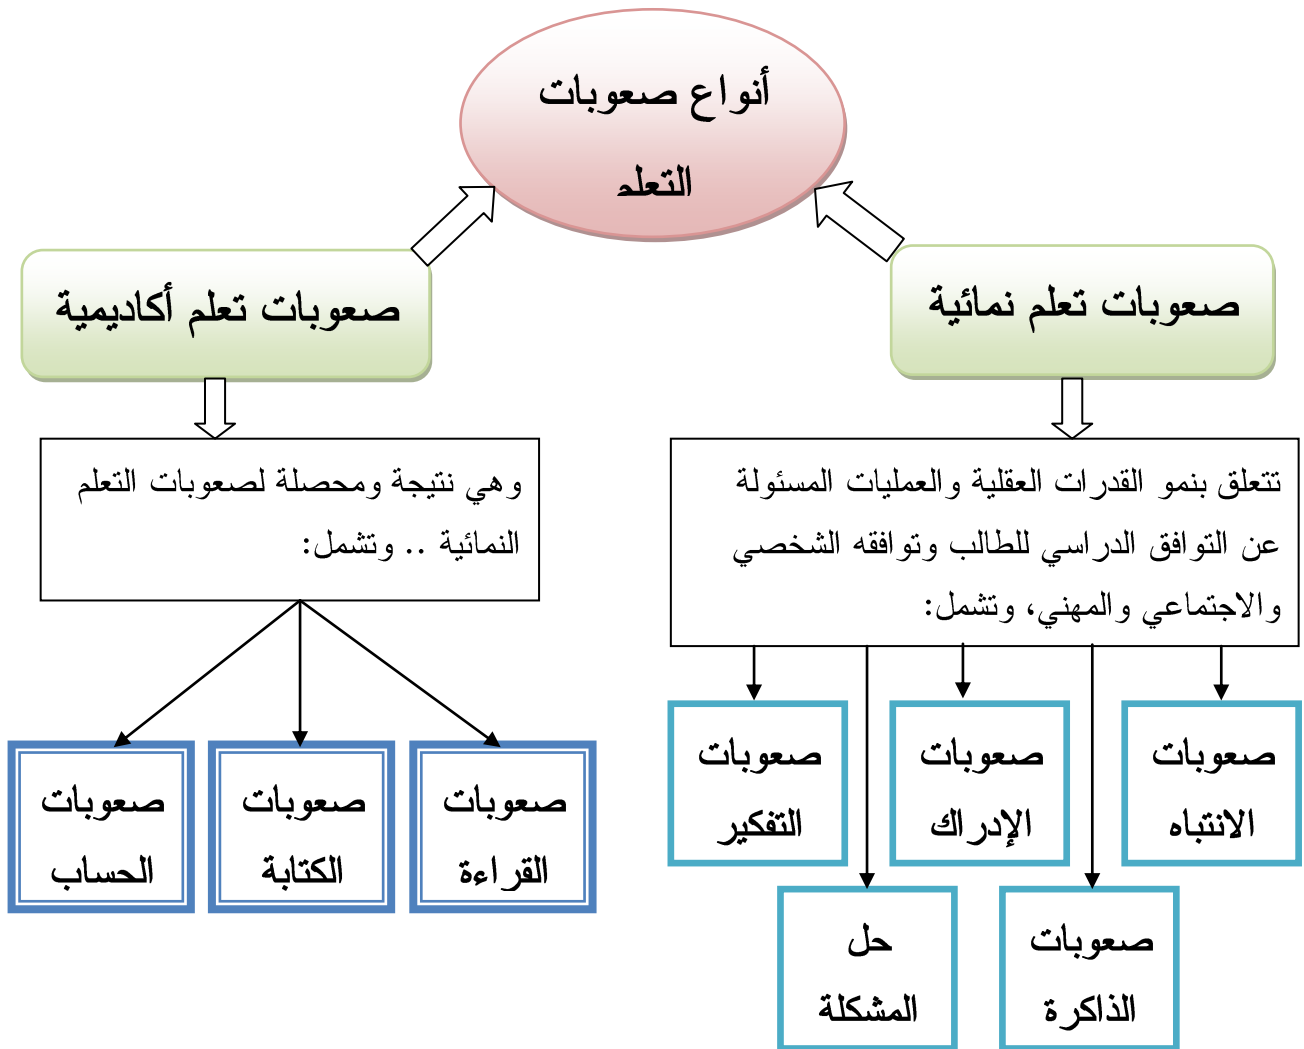 أنواع صعوبات
التعلم
صعوبات تعلم نمائية
تتعلق بنمو القدرات العقلية والعمليات المسئولة
عن التوافق الدراسي للطالب وتوافقه الشخصي
والاجتماعي والمهني، وتشمل:
صعوبات
الانتباه
صعوبات
الذاكرة
صعوبات
الإدراك
حل
المشكلة
صعوبات
التفكير
صعوبات تعلم أكاديمية
وهي نتيجة ومحصلة لصعوبات التعلم
النمائية .. وتشمل:
صعوبات
القراءة
صعوبات
الكتابة
صعوبات
الحساب